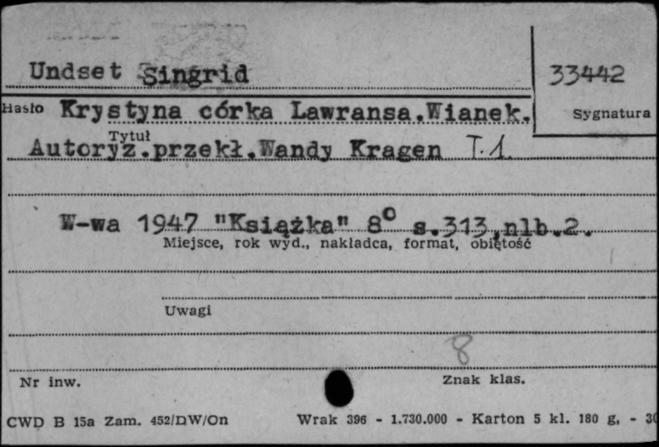 Undset Singrid
33442
Hasło Krystyna córka Lawransa.Wianek.
Sygnatura
Tytuł
Autoryz.przekł.Wandy Kragen T.1.
W-wa 1947 "Książka" 8° s.313,nlb.2.
Miejsce, rok wyd., nakładca, format, objętość
Uwagi
8
Nr inw.
Znak klas.
CWD B 15a Zam. 452/DW/On Wrak 396 - 1.730.000 - Karton 5 kl. 180 g, - 30